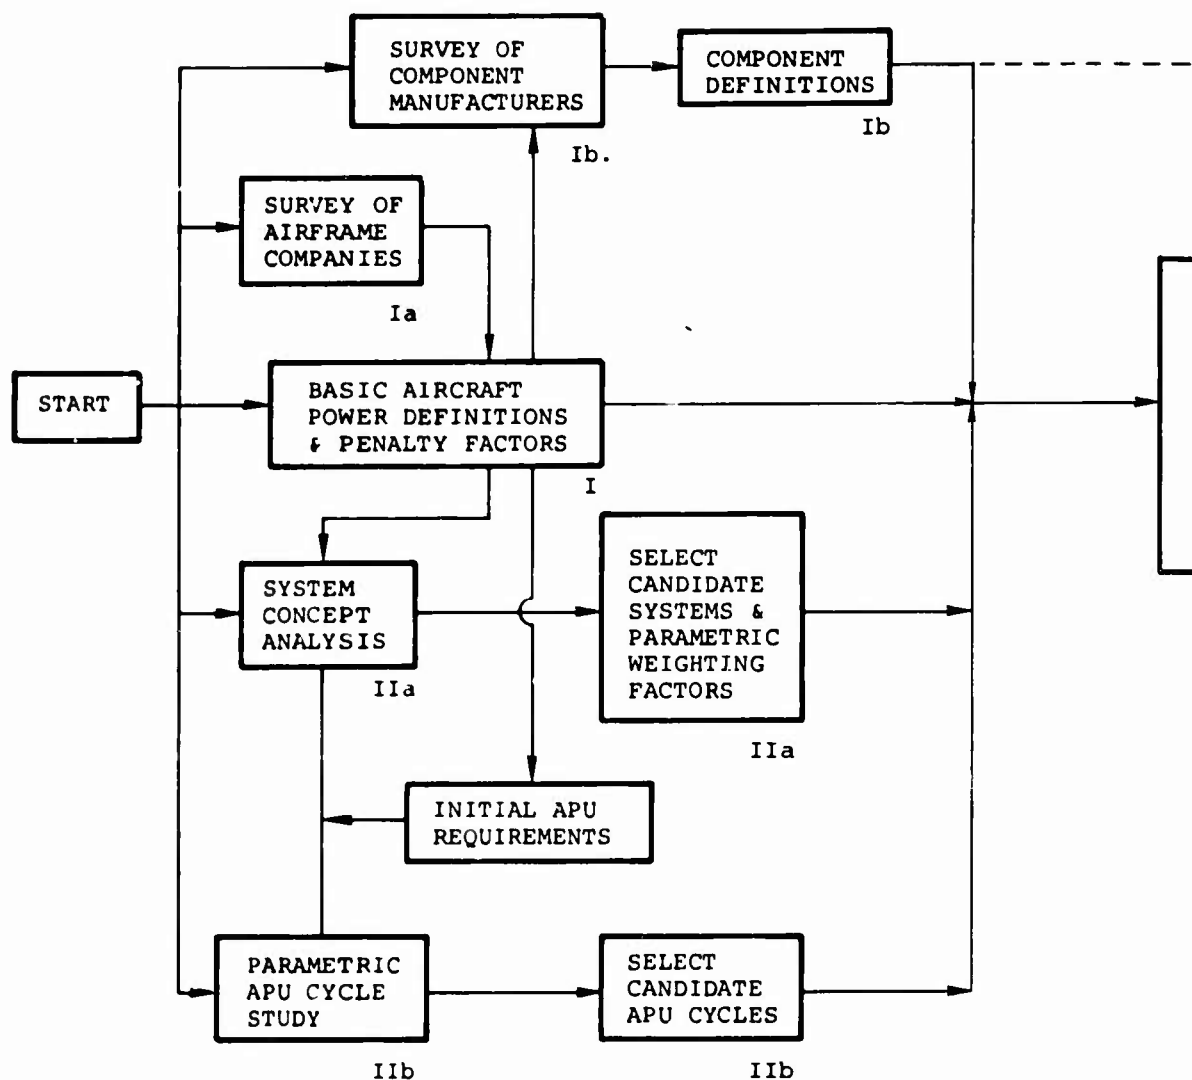 SURVEY OF
COMPONENT
MANUFACTURERS
Ib.
COMPONENT
DEFINITIONS
Ib
SURVEY OF
AIRFRAME
COMPANIES
Ia
START
BASIC AIRCRAFT
POWER DEFINITIONS
& PENALTY FACTORS
I
SYSTEM
CONCEPT
ANALYSIS
IIa
SELECT
CANDIDATE
SYSTEMS &
PARAMETRIC
WEIGHTING
FACTORS
IIa
INITIAL APU
REQUIREMENTS
PARAMETRIC
APU CYCLE
STUDY
IIb
SELECT
CANDIDATE
APU CYCLES
IIb